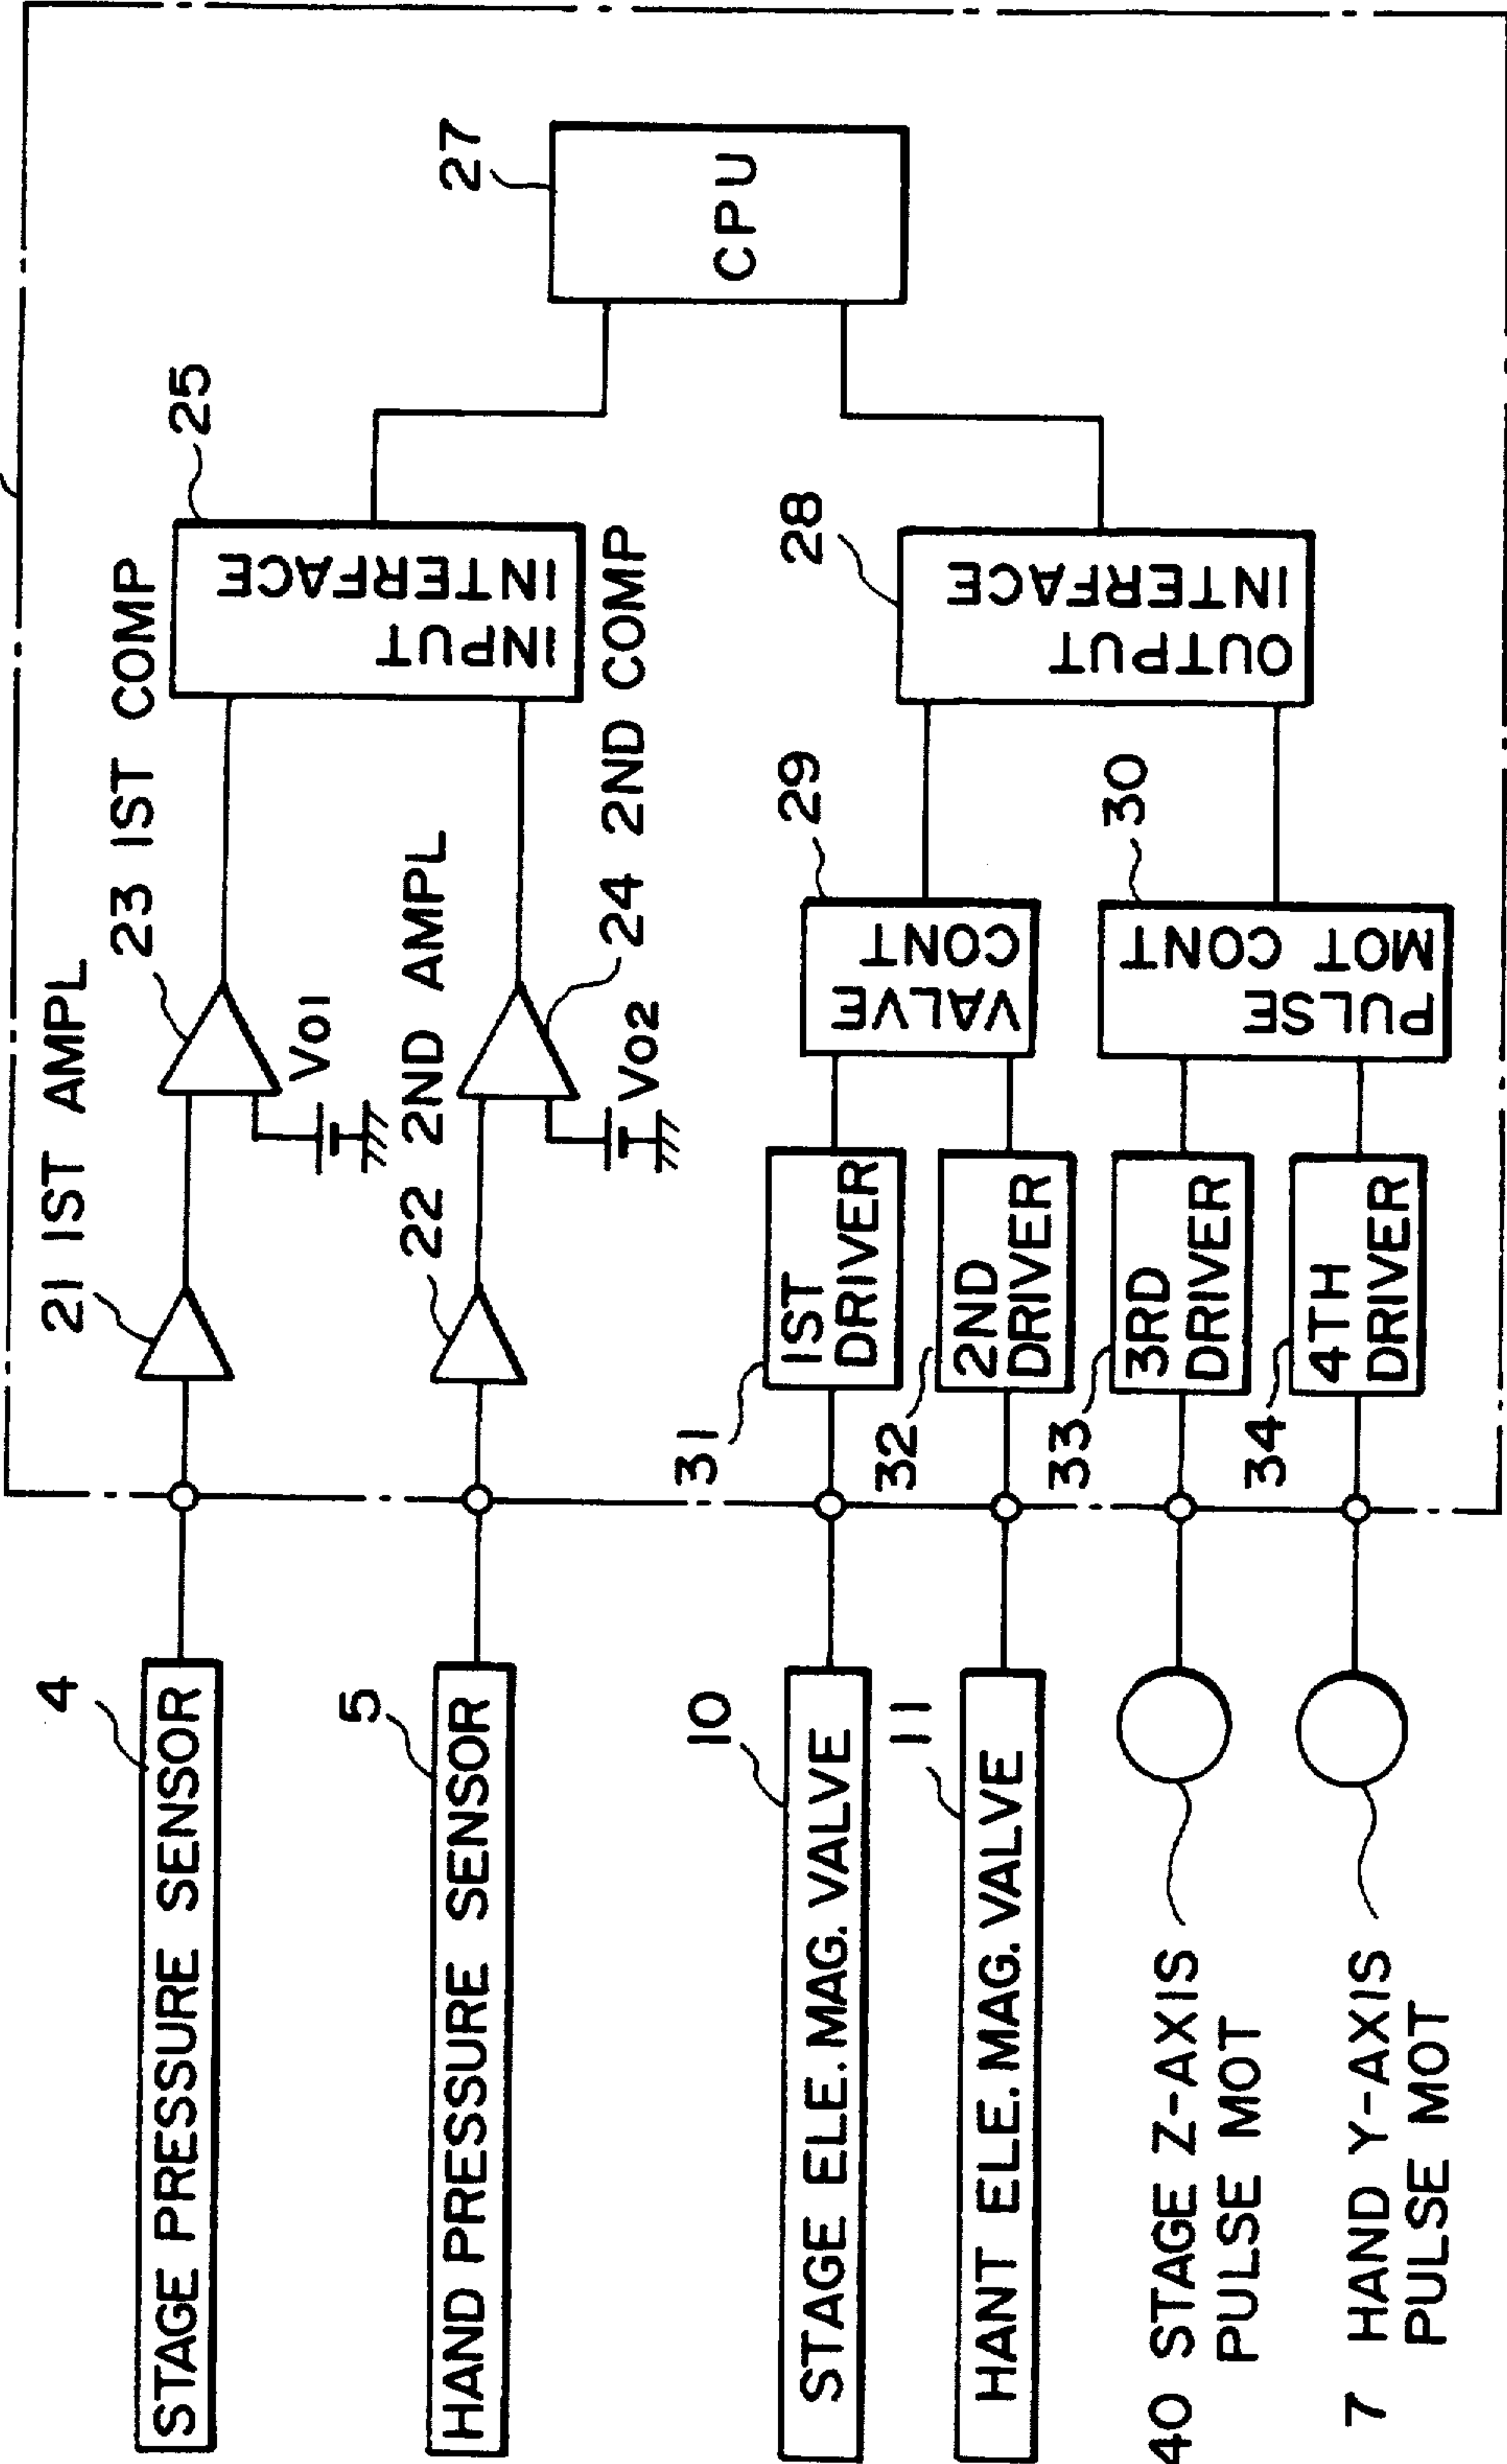 4
STAGE PRESSURE SENSOR
5
HAND PRESSURE SENSOR
10
STAGE ELE.MAG.VALVE
11
HANT ELE.MAG.VALVE
40 STAGE Z-AXIS
PULSE MOT
7 HAND Y-AXIS
PULSE MOT
21 1ST AMPL
22 2ND AMPL
23 1ST COMP
Vo1
24 2ND COMP
Vo2
25
INPUT
INTERFACE
27
CPU
28
OUTPUT
INTERFACE
29
VALVE
CONT
30
PULSE
MOT CONT
31
1ST
DRIVER
32
2ND
DRIVER
33
3RD
DRIVER
34
4TH
DRIVER